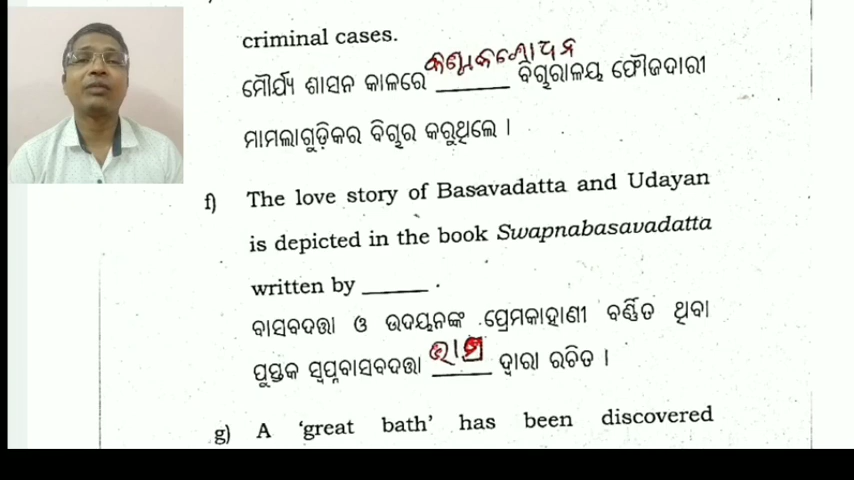 criminal cases.
କଣ୍ଟକଶୋଧନ
ମୌର୍ଯ୍ୟ ଶାସନ କାଳରେ ______ ବିଚାରାଳୟ ଫୌଜଦାରୀ
ମାମଲାଗୁଡ଼ିକର ବିଚାର କରୁଥିଲେ ।
f) The love story of Basavadatta and Udayan
is depicted in the book Swapnabasavadatta
written by ______ .
ବାସବଦତ୍ତା ଓ ଉଦୟନଙ୍କ ପ୍ରେମକାହାଣୀ ବର୍ଣ୍ଣିତ ଥିବା
ପୁସ୍ତକ ସ୍ୱପ୍ନବାସବଦତ୍ତା ______ ଦ୍ୱାରା ରଚିତ ।
g) A 'great bath' has been discovered